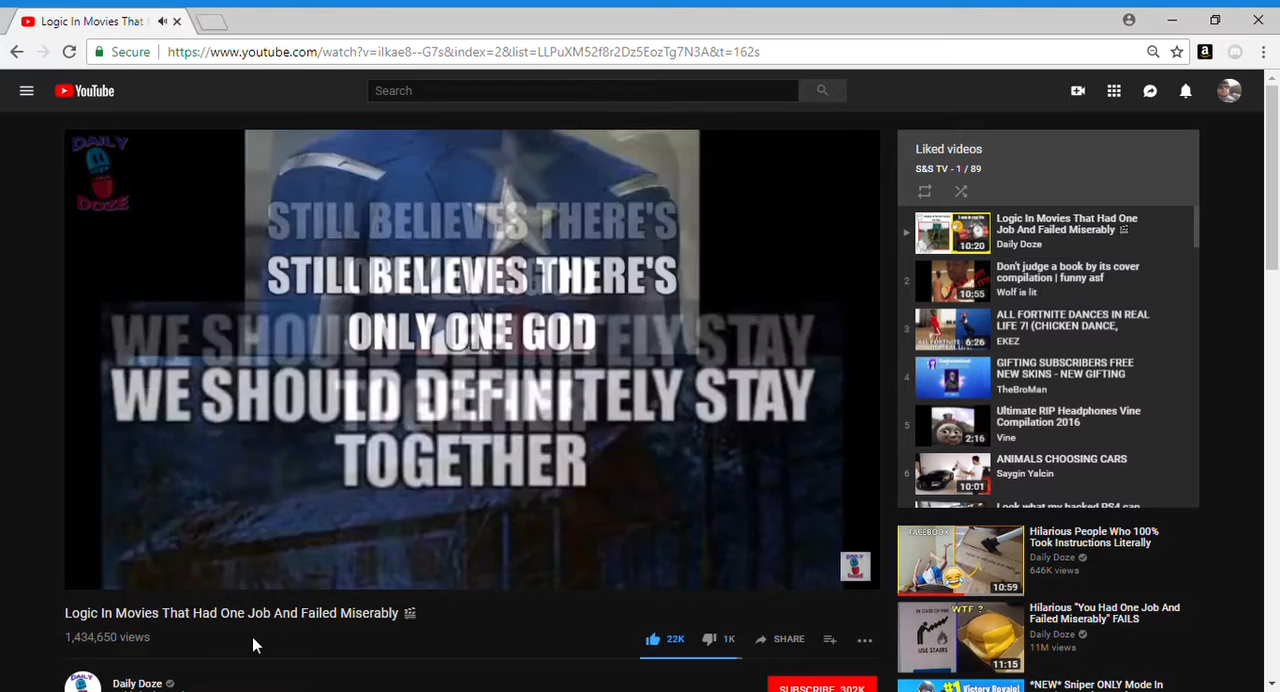 Logic In Movies That
Secure
https://www.youtube.com/watch?v=ilkae8--G7s&index=2&list=LLPuXM52f8r2Dz5EozTg7N3A&t=162s
YouTube
Search
DAILY
DOZE
STILL BELIEVES THERE'S
STILL BELIEVES THERE'S
ONLY ONE GOD
WE SHOULD DEFINITELY STAY
WE SHOULD DEFINITELY STAY
TOGETHER
Logic In Movies That Had One Job And Failed Miserably
1,434,650 views
22K
1K
SHARE
Daily Doze
SUBSCRIBE 302K
Liked videos
S&S TV - 1 / 89
10:20
Logic In Movies That Had One
Job And Failed Miserably
Daily Doze
2
10:55
Don't judge a book by its cover
compilation | funny asf
Wolf is lit
3
6:26
ALL FORTNITE DANCES IN REAL
LIFE 7! (CHICKEN DANCE,
EKEZ
4
GIFTING SUBSCRIBERS FREE
NEW SKINS - NEW GIFTING
TheBroMan
5
2:16
Ultimate RIP Headphones Vine
Compilation 2016
Vine
6
10:01
ANIMALS CHOOSING CARS
Saygin Yalcin
Look what my hacked PS4 can
FACEBOOK
10:59
Hilarious People Who 100%
Took Instructions Literally
Daily Doze
646K views
IN CASE OF FIRE
USE STAIRS
WTF ?
11:15
Hilarious "You Had One Job And
Failed Miserably" FAILS
Daily Doze
11M views
#1 Victory Royale!
*NEW* Sniper ONLY Mode In